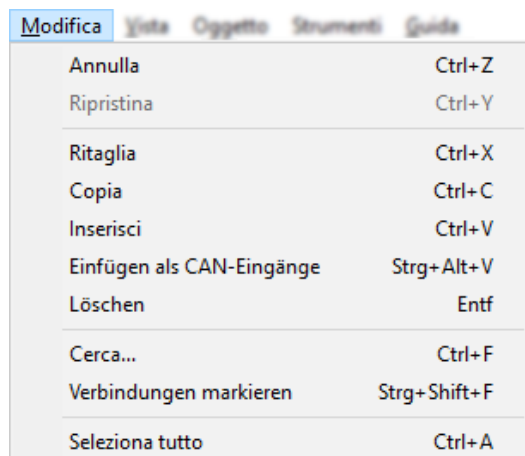 Modifica Vista Oggetto Strumenti Guida
Annulla Ctrl+Z
Ripristina Ctrl+Y
Ritaglia Ctrl+X
Copia Ctrl+C
Inserisci Ctrl+V
Einfügen als CAN-Eingänge Strg+Alt+V
Löschen Entf
Cerca... Ctrl+F
Verbindungen markieren Strg+Shift+F
Seleziona tutto Ctrl+A